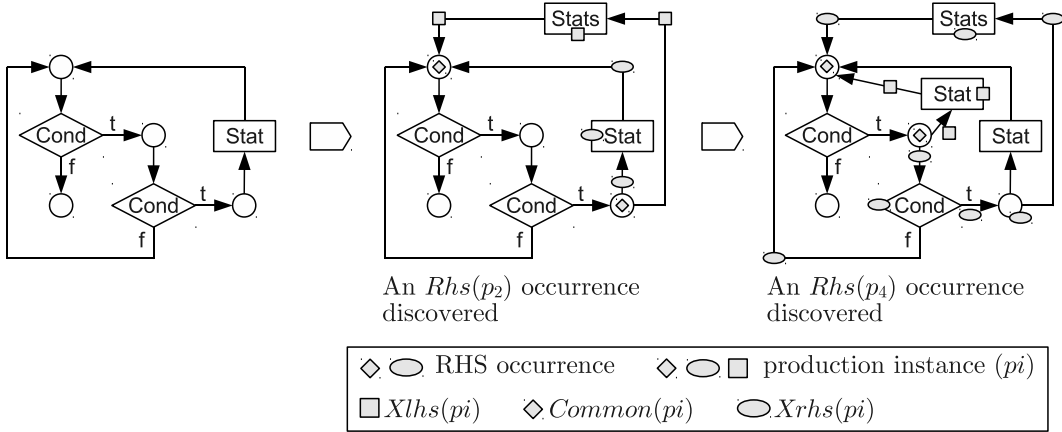 Cond
t
f
Stat
Cond
t
f
Stats
Cond
t
f
Stat
Cond
t
f
An Rhs(p₂) occurrence
discovered
Stats
Stat
Cond
t
f
Stat
Cond
t
f
An Rhs(p₄) occurrence
discovered
RHS occurrence
production instance (pi)
Xlhs(pi)
Common(pi)
Xrhs(pi)